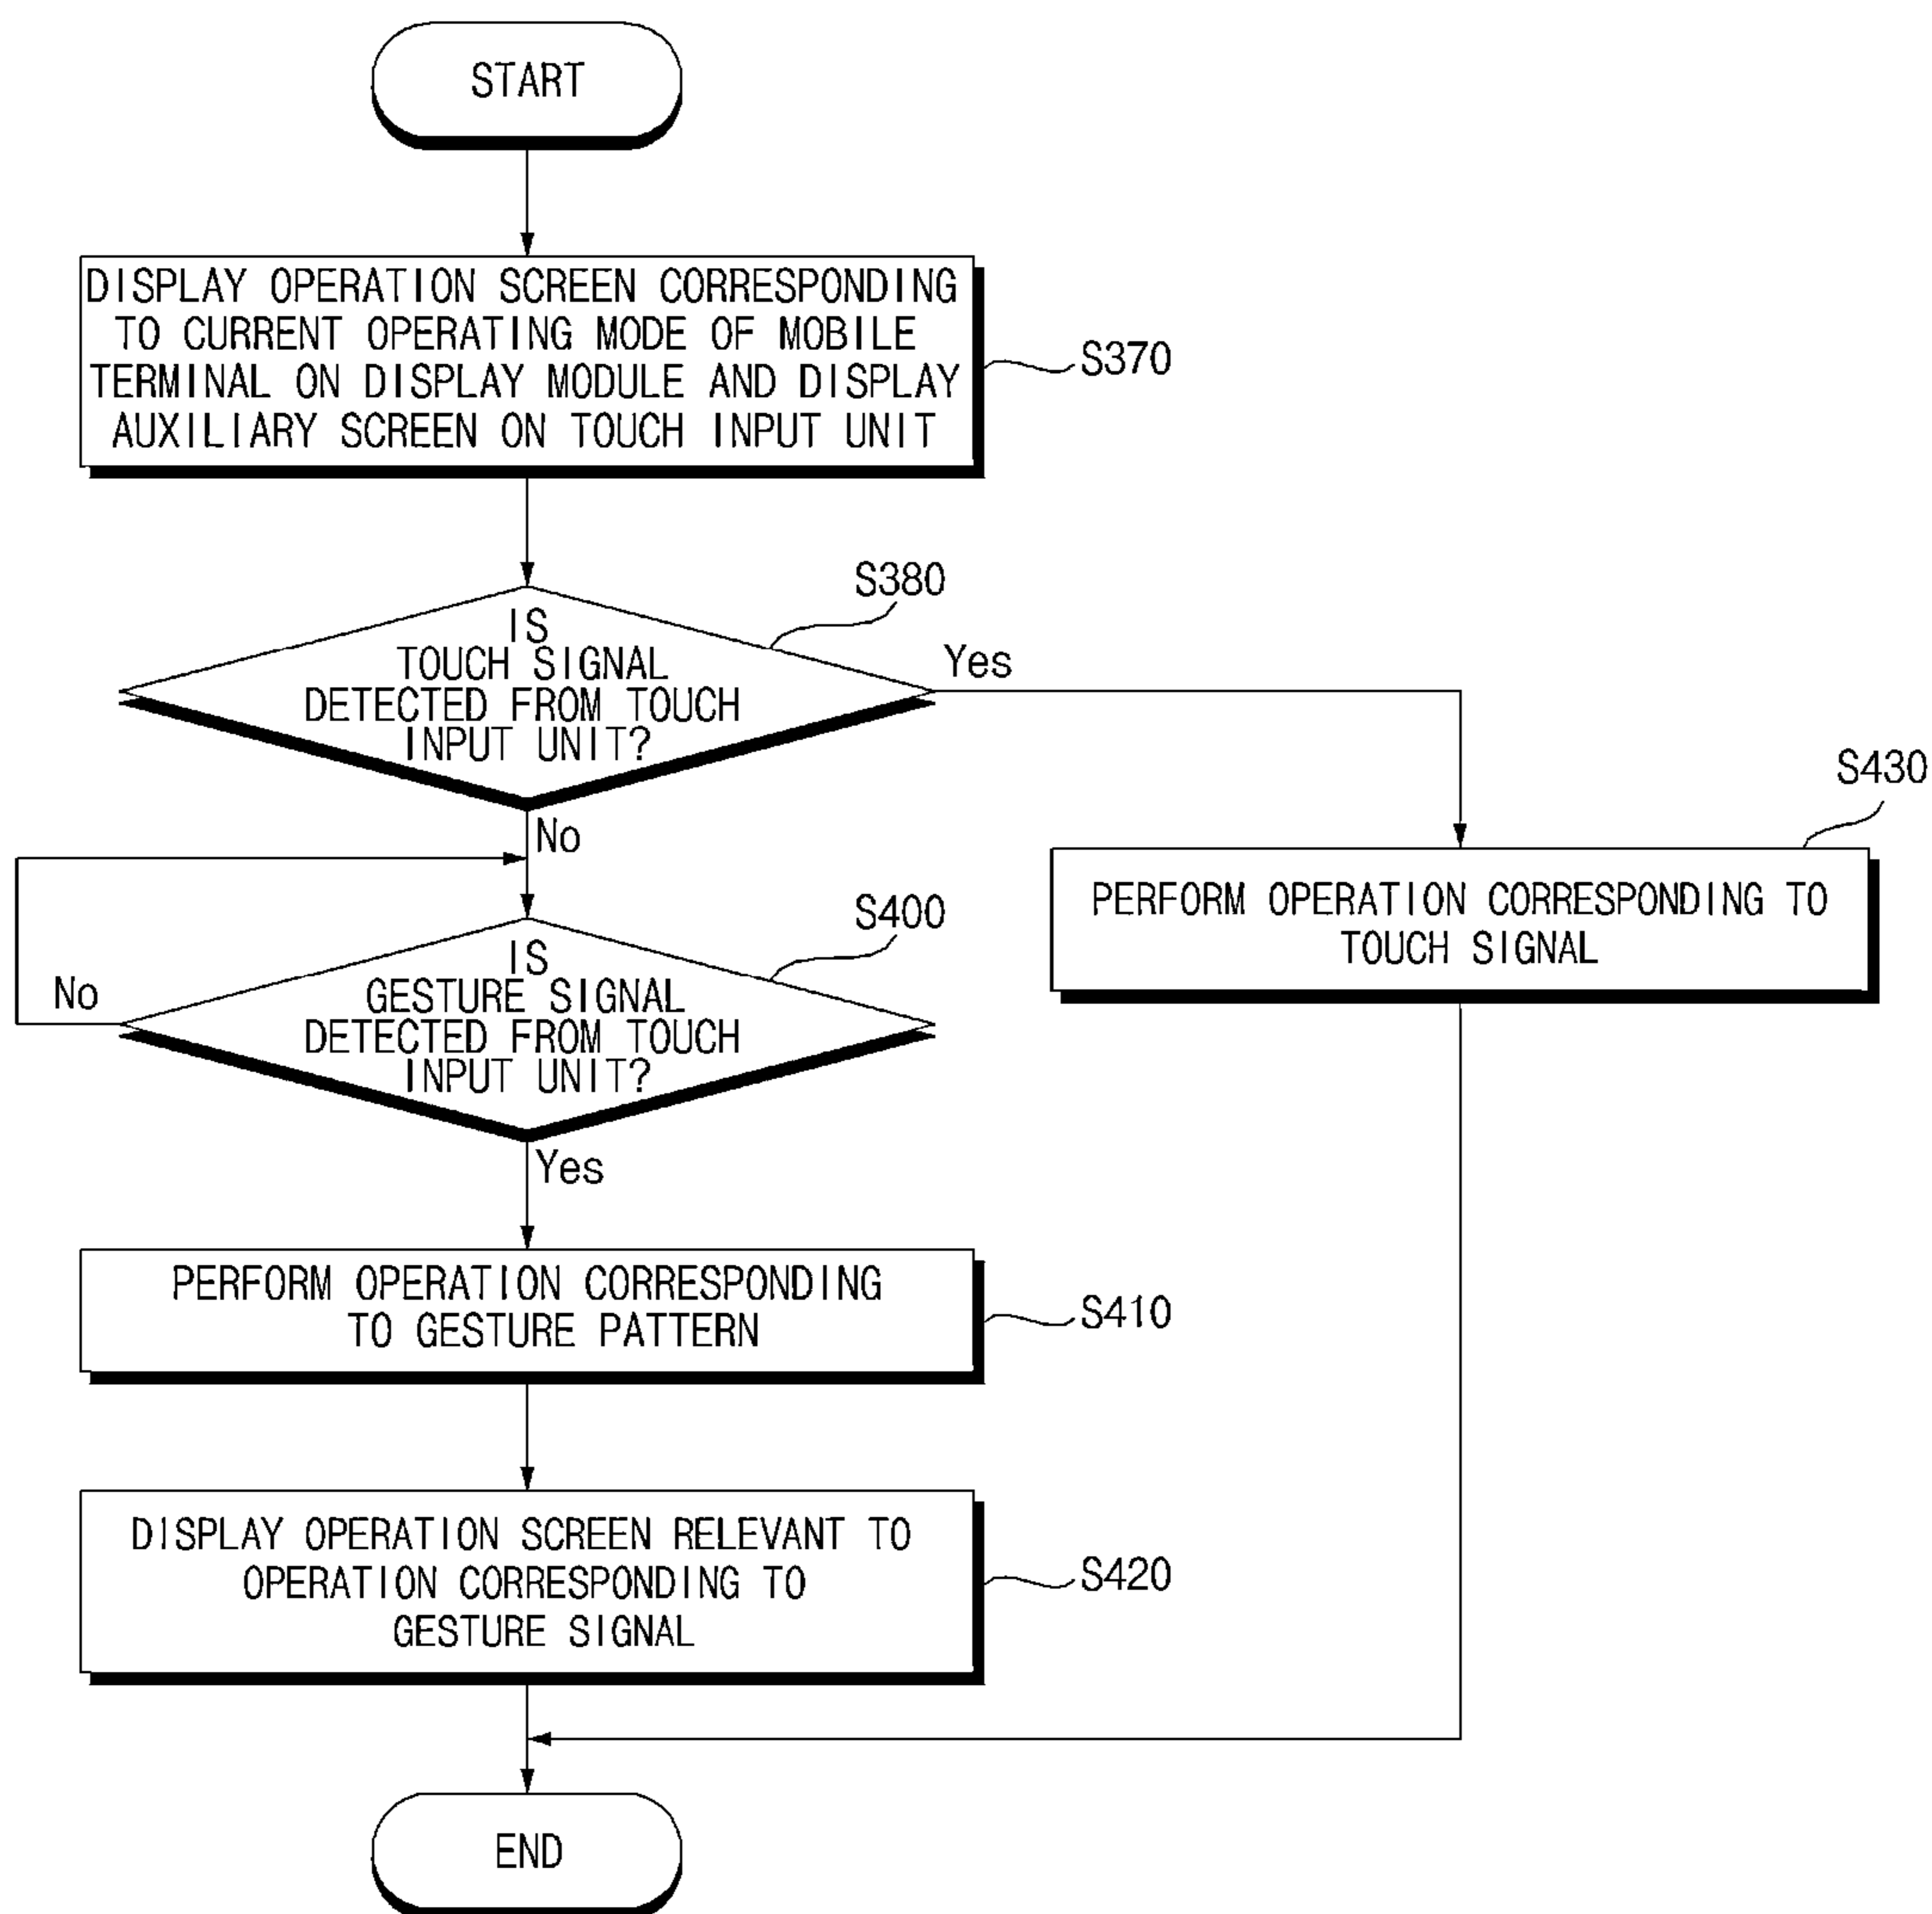 START
DISPLAY OPERATION SCREEN CORRESPONDING
TO CURRENT OPERATING MODE OF MOBILE
TERMINAL ON DISPLAY MODULE AND DISPLAY
AUXILIARY SCREEN ON TOUCH INPUT UNIT
S370
S380
IS
TOUCH SIGNAL
DETECTED FROM TOUCH
INPUT UNIT?
Yes
No
S430
PERFORM OPERATION CORRESPONDING TO
TOUCH SIGNAL
S400
IS
GESTURE SIGNAL
DETECTED FROM TOUCH
INPUT UNIT?
No
Yes
PERFORM OPERATION CORRESPONDING
TO GESTURE PATTERN
S410
DISPLAY OPERATION SCREEN RELEVANT TO
OPERATION CORRESPONDING TO
GESTURE SIGNAL
S420
END